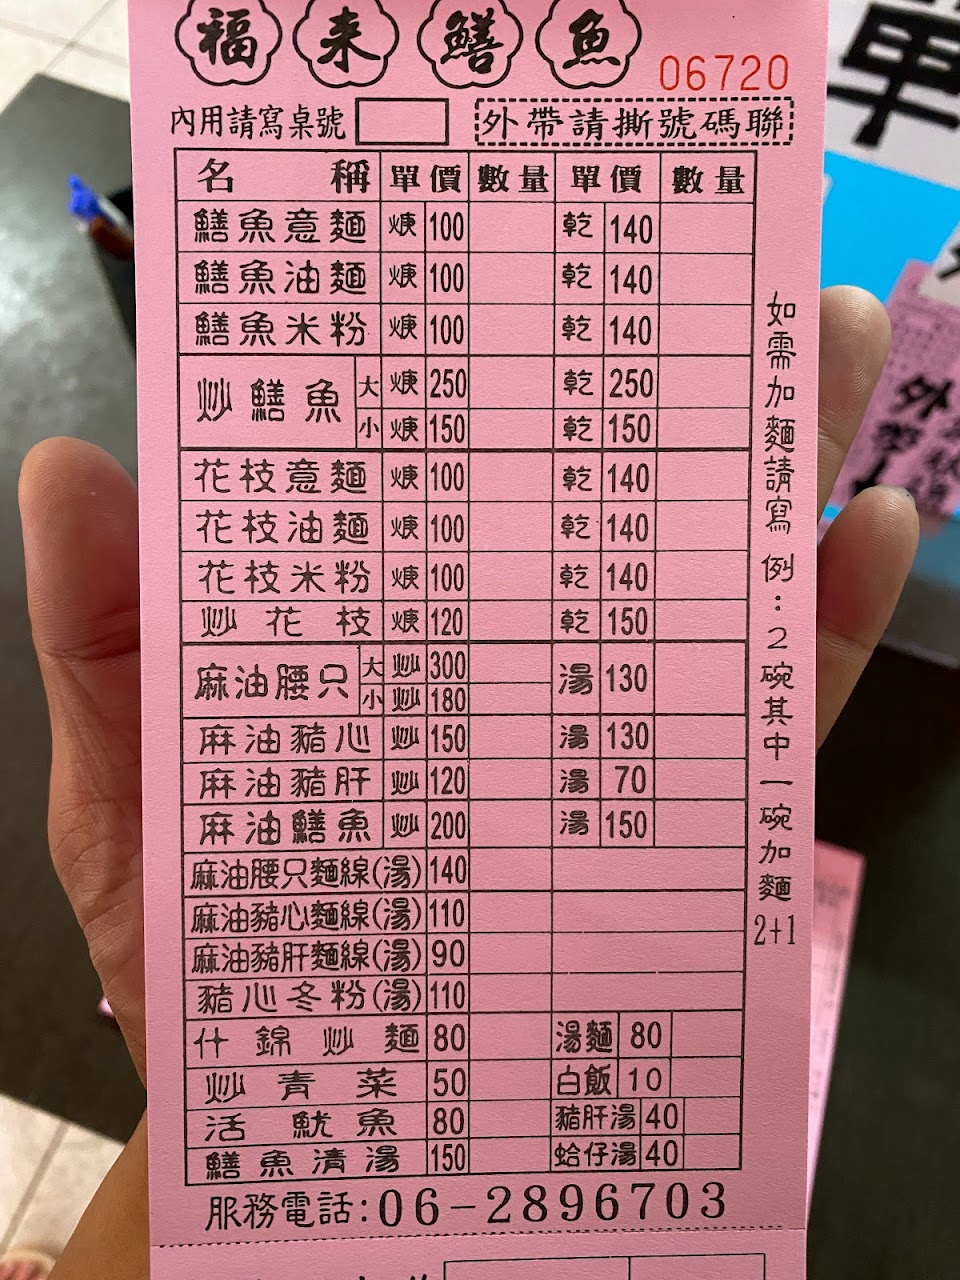 福来鱔魚
06720
內用請寫桌號
外帶請撕號碼聯
名稱 單價 數量 單價 數量
鱔魚意麵 焿 100 乾 140
鱔魚油麵 焿 100 乾 140
鱔魚米粉 焿 100 乾 140
炒鱔魚 大 焿 250 乾 250
小 焿 150 乾 150
花枝意麵 焿 100 乾 140
花枝油麵 焿 100 乾 140
花枝米粉 焿 100 乾 140
炒花枝 焿 120 乾 150
麻油腰只 大 炒 300 湯 130
小 炒 180
麻油豬心 炒 150 湯 130
麻油豬肝 炒 120 湯 70
麻油鱔魚 炒 200 湯 150
麻油腰只麵線(湯) 140
麻油豬心麵線(湯) 110
麻油豬肝麵線(湯) 90
豬心冬粉(湯) 110
什錦炒麵 80 湯麵 80
炒青菜 50 白飯 10
活魷魚 80 豬肝湯 40
鱔魚清湯 150 蛤仔湯 40
如需加麵請寫 例：2碗其中一碗加麵 2+1
服務電話:06-2896703
單
外帶